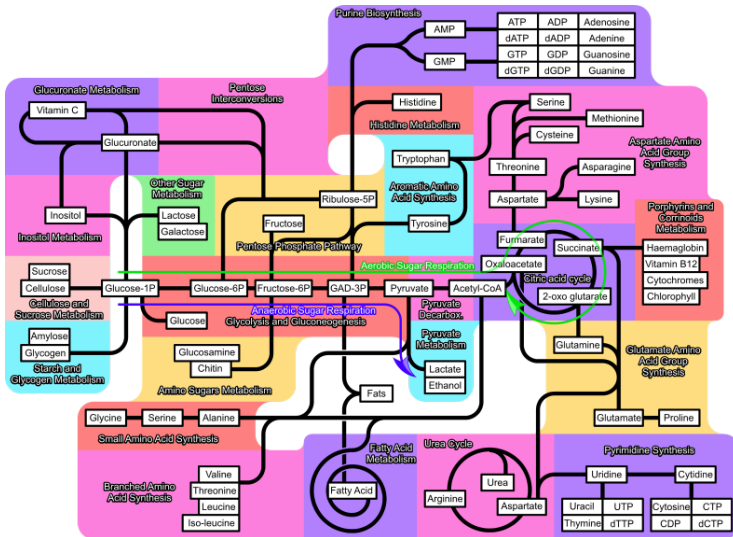 Purine Biosynthesis
AMP
GMP
ATP ADP Adenosine
dATP dADP Adenine
GTP GDP Guanosine
dGTP dGDP Guanine
Glucuronate Metabolism
Vitamin C
Glucuronate
Pentose
Interconversions
Histidine
Histidine Metabolism
Serine
Methionine
Cysteine
Aspartate Amino
Acid Group
Synthesis
Threonine
Asparagine
Aspartate
Lysine
Tryptophan
Aromatic Amino
Acid Synthesis
Tyrosine
Other Sugar
Metabolism
Lactose
Galactose
Inositol
Inositol Metabolism
Ribulose-5P
Fructose
Pentose Phosphate Pathway
Porphyrins and
Corrinoids
Metabolism
Haemaglobin
Vitamin B12
Cytochromes
Chlorophyll
Furmarate
Succinate
Oxaloacetate
Citric acid cycle
2-oxo glutarate
Aerobic Sugar Respiration
Sucrose
Cellulose
Cellulose and
Sucrose Metabolism
Glucose-1P
Glucose-6P
Fructose-6P
GAD-3P
Pyruvate
Acetyl-CoA
Anaerobtic Sugar Respiration
Glucose
Glycolysis and Gluconeogenesis
Pyruvate
Decarbox.
Pyruvate
Metabolism
Lactate
Ethanol
Amylose
Glycogen
Starch and
Glycogen Metabolism
Glucosamine
Chitin
Amino Sugars Metabolism
Glutamine
Glutamate Amino
Acid Group
Synthesis
Glutamate
Proline
Fats
Glycine
Serine
Alanine
Small Amino Acid Synthesis
Branched Amino
Acid Synthesis
Valine
Threonine
Leucine
Iso-leucine
Fatty Acid
Metabolism
Fatty Acid
Urea Cycle
Urea
Arginine
Aspartate
Pyrimidine Synthesis
Uridine
Cytidine
Uracil UTP
Thymine dTTP
Cytosine CTP
CDP dCTP